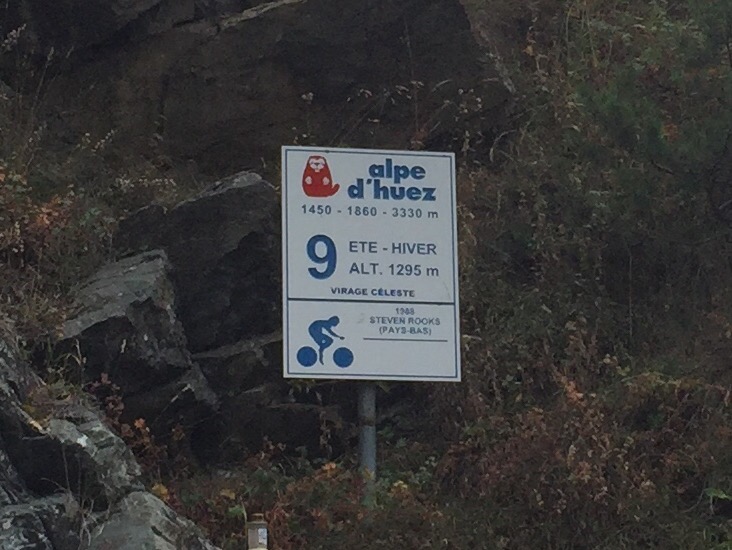 alpe
d'huez
1450 - 1860 - 3330 m
9 ETE - HIVER
ALT. 1295 m
VIRAGE CÉLESTE
1988
STEVEN ROOKS
(PAYS-BAS)